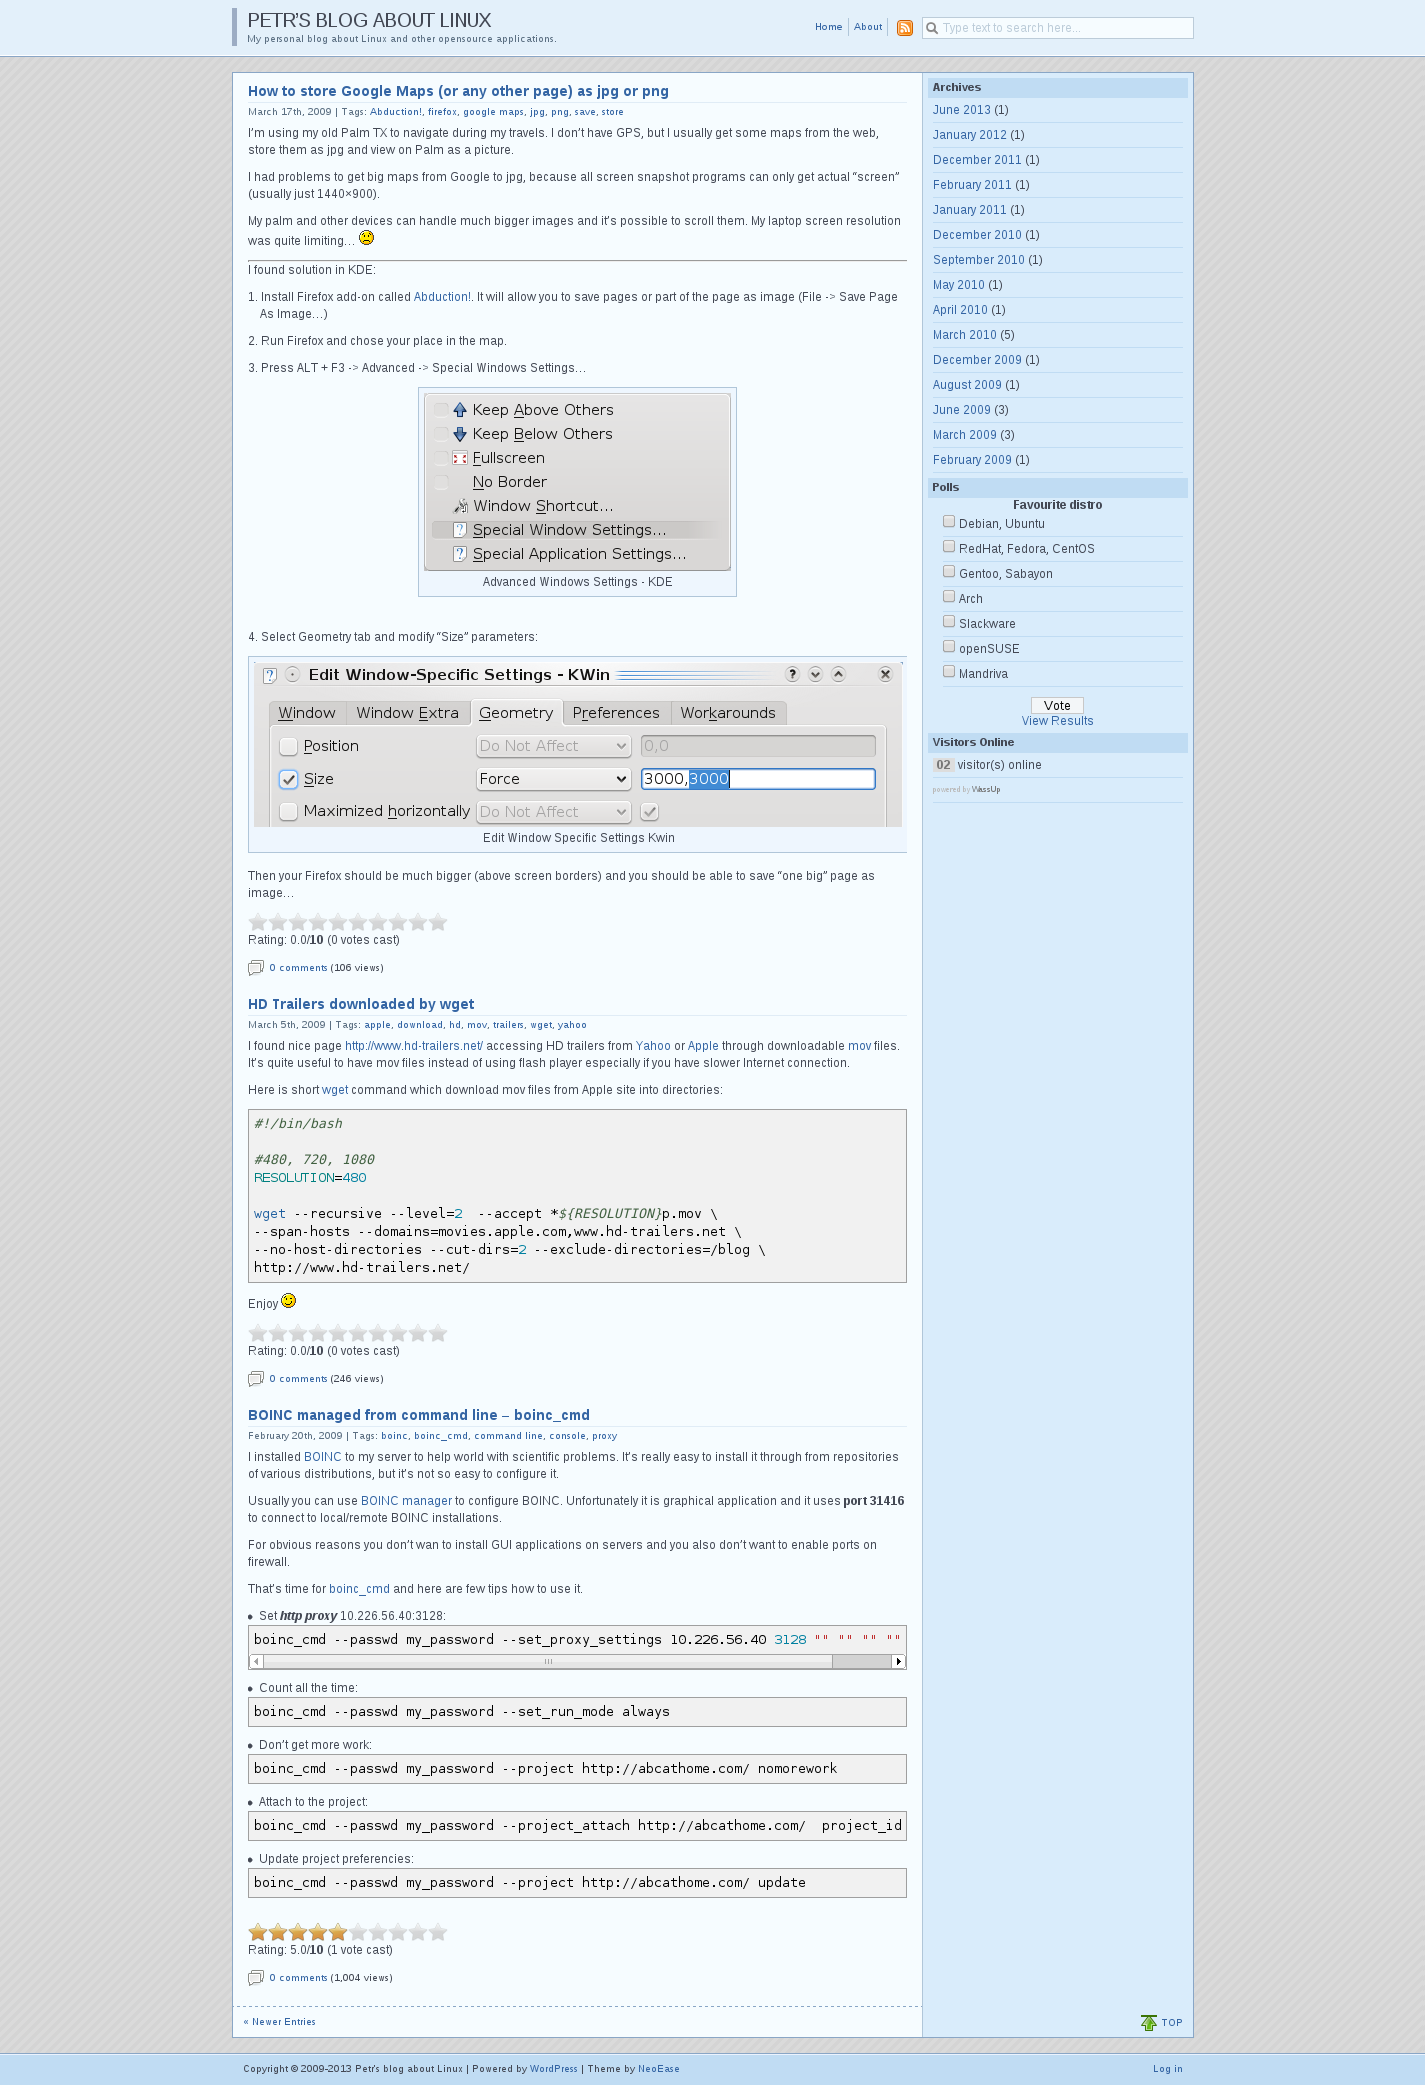 PETR'S BLOG ABOUT LINUX
My personal blog about Linux and other opensource applications.
Home
About
Type text to search here...
How to store Google Maps (or any other page) as jpg or png
March 17th, 2009 | Tags: Abduction!, firefox, google maps, jpg, png, save, store
I'm using my old Palm TX to navigate during my travels. I don't have GPS, but I usually get some maps from the web,
store them as jpg and view on Palm as a picture.
I had problems to get big maps from Google to jpg, because all screen snapshot programs can only get actual “screen”
(usually just 1440×900).
My palm and other devices can handle much bigger images and it's possible to scroll them. My laptop screen resolution
was quite limiting…
I found solution in KDE:
1. Install Firefox add-on called Abduction!. It will allow you to save pages or part of the page as image (File -> Save Page
As Image…)
2. Run Firefox and chose your place in the map.
3. Press ALT + F3 -> Advanced -> Special Windows Settings…
Keep Above Others
Keep Below Others
Fullscreen
No Border
Window Shortcut...
Special Window Settings...
Special Application Settings...
Advanced Windows Settings - KDE
4. Select Geometry tab and modify “Size” parameters:
Edit Window-Specific Settings - KWin
Window
Window Extra
Geometry
Preferences
Workarounds
Position
Do Not Affect
0,0
Size
Force
3000,3000
Maximized horizontally
Do Not Affect
Edit Window Specific Settings Kwin
Then your Firefox should be much bigger (above screen borders) and you should be able to save “one big” page as
image…
Rating: 0.0/10 (0 votes cast)
0 comments (106 views)
HD Trailers downloaded by wget
March 5th, 2009 | Tags: apple, download, hd, mov, trailers, wget, yahoo
I found nice page http://www.hd-trailers.net/ accessing HD trailers from Yahoo or Apple through downloadable mov files.
It's quite useful to have mov files instead of using flash player especially if you have slower Internet connection.
Here is short wget command which download mov files from Apple site into directories:
#!/bin/bash
#480, 720, 1080
RESOLUTION=480
wget --recursive --level=2  --accept *${RESOLUTION}p.mov \
--span-hosts --domains=movies.apple.com,www.hd-trailers.net \
--no-host-directories --cut-dirs=2 --exclude-directories=/blog \
http://www.hd-trailers.net/
Enjoy
Rating: 0.0/10 (0 votes cast)
0 comments (246 views)
BOINC managed from command line – boinc_cmd
February 20th, 2009 | Tags: boinc, boinc_cmd, command line, console, proxy
I installed BOINC to my server to help world with scientific problems. It's really easy to install it through from repositories
of various distributions, but it's not so easy to configure it.
Usually you can use BOINC manager to configure BOINC. Unfortunately it is graphical application and it uses port 31416
to connect to local/remote BOINC installations.
For obvious reasons you don't wan to install GUI applications on servers and you also don't want to enable ports on
firewall.
That's time for boinc_cmd and here are few tips how to use it.
• Set http proxy 10.226.56.40:3128:
boinc_cmd --passwd my_password --set_proxy_settings 10.226.56.40 3128 "" "" "" ""
• Count all the time:
boinc_cmd --passwd my_password --set_run_mode always
• Don't get more work:
boinc_cmd --passwd my_password --project http://abcathome.com/ nomorework
• Attach to the project:
boinc_cmd --passwd my_password --project_attach http://abcathome.com/  project_id
• Update project preferencies:
boinc_cmd --passwd my_password --project http://abcathome.com/ update
Rating: 5.0/10 (1 vote cast)
0 comments (1,004 views)
« Newer Entries
Archives
June 2013 (1)
January 2012 (1)
December 2011 (1)
February 2011 (1)
January 2011 (1)
December 2010 (1)
September 2010 (1)
May 2010 (1)
April 2010 (1)
March 2010 (5)
December 2009 (1)
August 2009 (1)
June 2009 (3)
March 2009 (3)
February 2009 (1)
Polls
Favourite distro
Debian, Ubuntu
RedHat, Fedora, CentOS
Gentoo, Sabayon
Arch
Slackware
openSUSE
Mandriva
Vote
View Results
Visitors Online
02 visitor(s) online
powered by WassUp
TOP
Copyright © 2009-2013 Petr's blog about Linux | Powered by WordPress | Theme by NeoEase
Log in